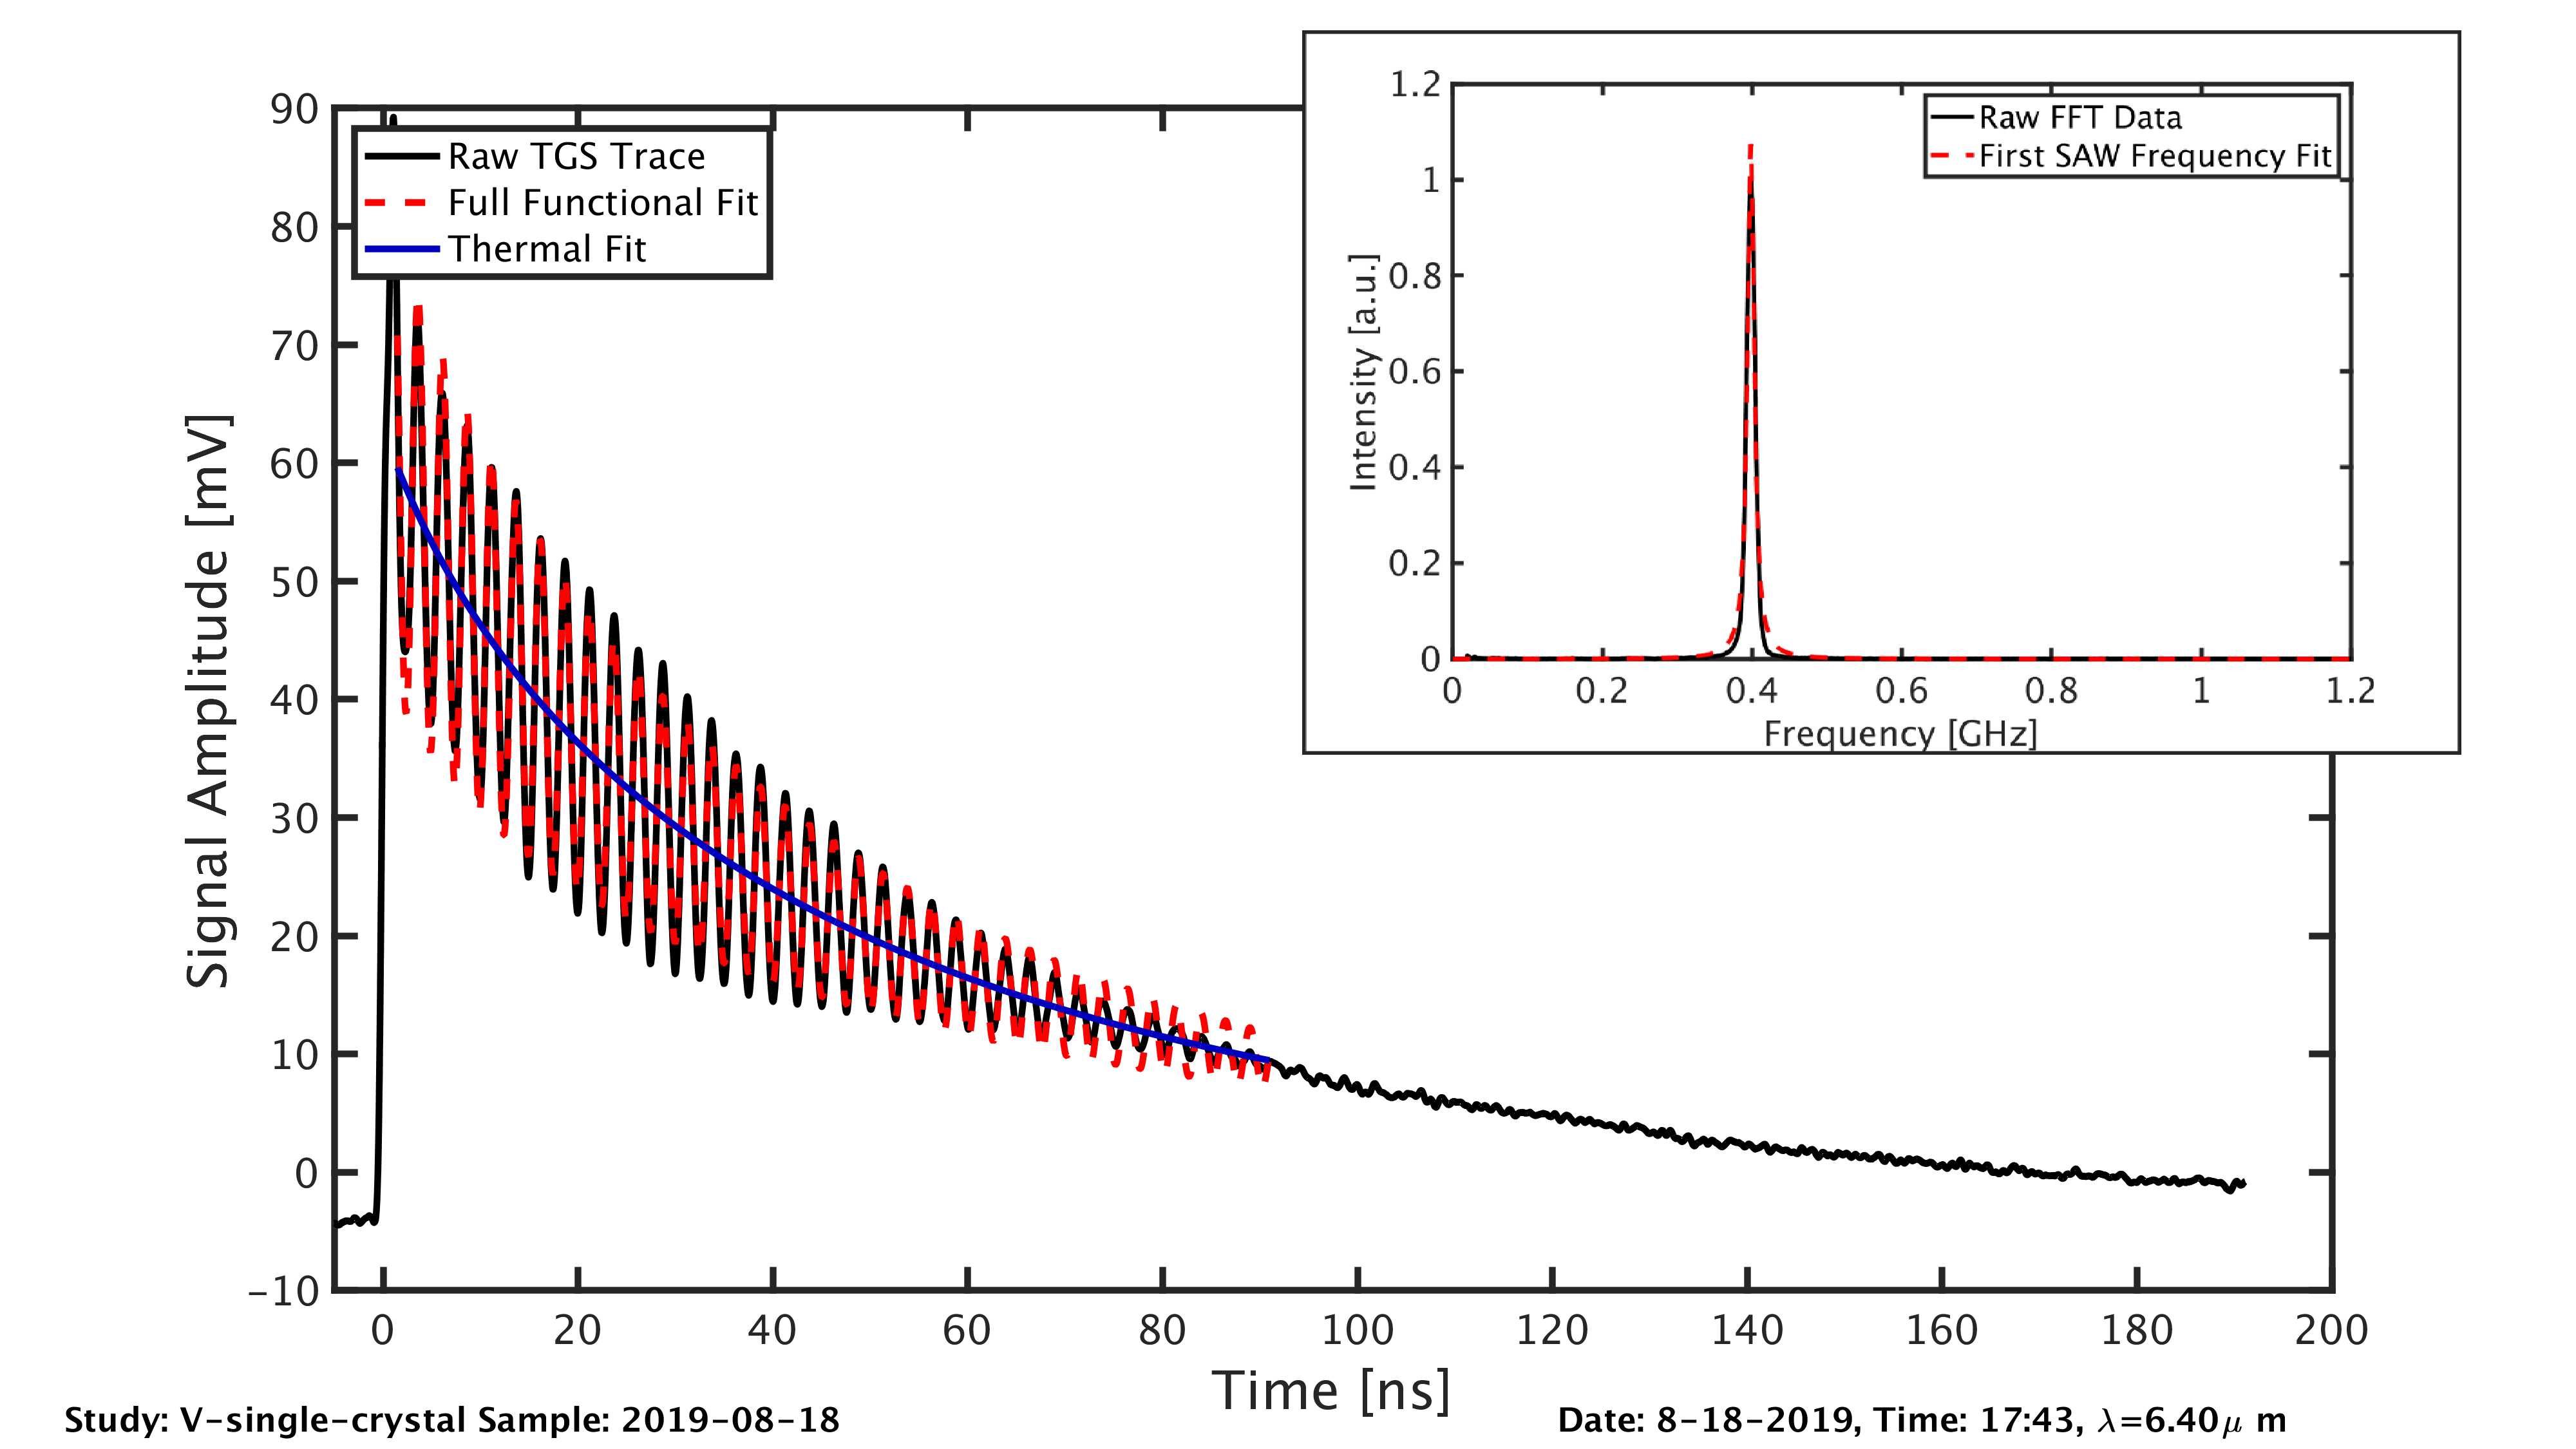 Raw TGS Trace
Full Functional Fit
Thermal Fit
90
80
70
60
50
40
30
20
10
0
-10
Signal Amplitude [mV]
0 20 40 60 80 100 120 140 160 180 200
Time [ns]
Raw FFT Data
First SAW Frequency Fit
1.2
1
0.8
0.6
0.4
0.2
0
Intensity [a.u.]
0 0.2 0.4 0.6 0.8 1 1.2
Frequency [GHz]
Study: V-single-crystal Sample: 2019-08-18
Date: 8-18-2019, Time: 17:43, λ=6.40μ m